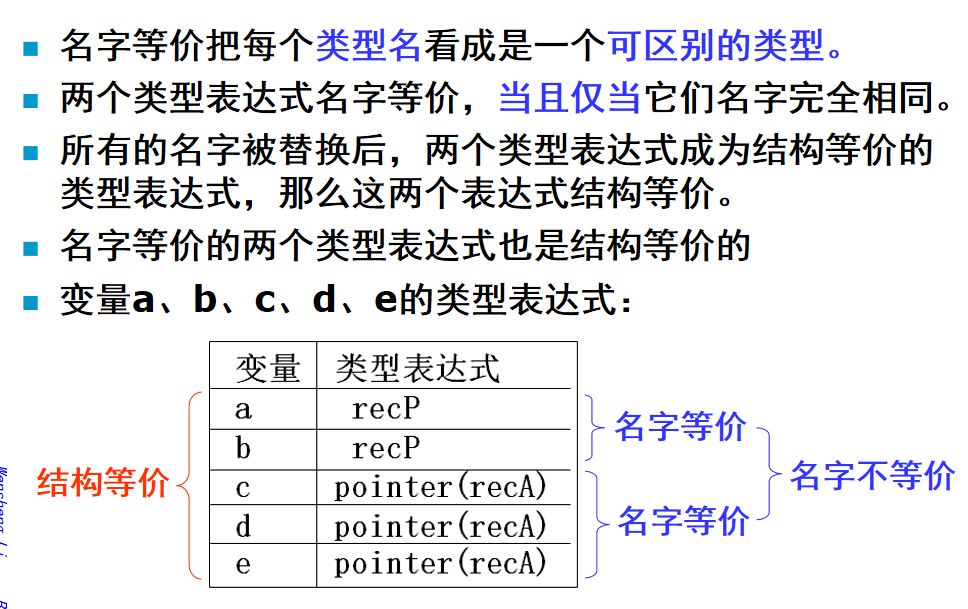 名字等价把每个类型名看成是一个可区别的类型。
两个类型表达式名字等价，当且仅当它们名字完全相同。
所有的名字被替换后，两个类型表达式成为结构等价的
类型表达式，那么这两个表达式结构等价。
名字等价的两个类型表达式也是结构等价的
变量a、b、c、d、e的类型表达式：
变量 类型表达式
a recP
b recP
c pointer(recA)
d pointer(recA)
e pointer(recA)
结构等价
名字等价
名字等价
名字不等价
Wensheng Li